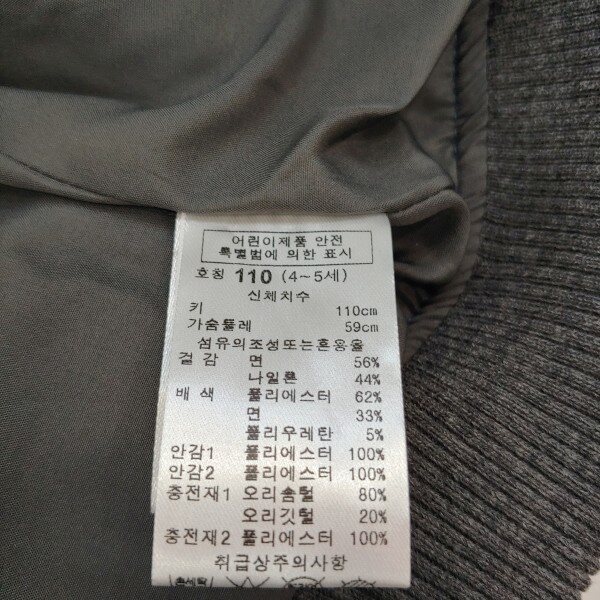 어린이제품 안전
특별법에 의한 표시
호칭 110 (4~5세)
신체치수
키 110cm
가슴둘레 59cm
섬유의조성또는혼용율
겉감 면 56%
나일론 44%
배색 폴리에스터 62%
면 33%
폴리우레탄 5%
안감1 폴리에스터 100%
안감2 폴리에스터 100%
충전재1 오리솜털 80%
오리깃털 20%
충전재2 폴리에스터 100%
취급상주의사항